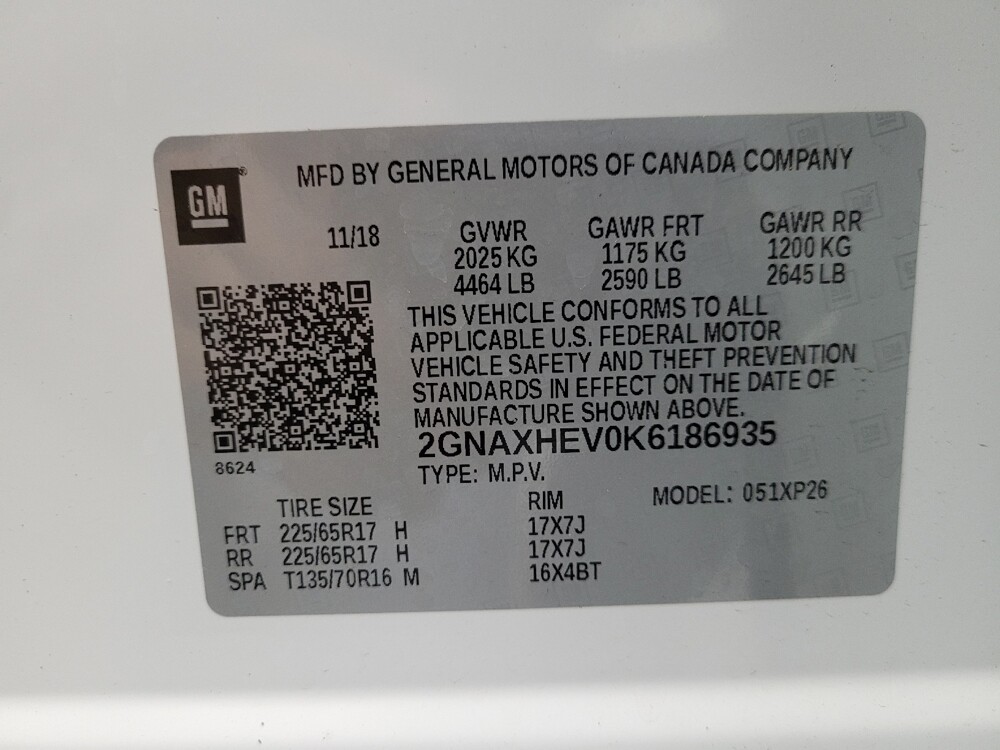 GM
MFD BY GENERAL MOTORS OF CANADA COMPANY
11/18
GVWR GAWR FRT GAWR RR
2025 KG 1175 KG 1200 KG
4464 LB 2590 LB 2645 LB
THIS VEHICLE CONFORMS TO ALL
APPLICABLE U.S. FEDERAL MOTOR
VEHICLE SAFETY AND THEFT PREVENTION
STANDARDS IN EFFECT ON THE DATE OF
MANUFACTURE SHOWN ABOVE.
2GNAXHEV0K6186935
8624
TYPE: M.P.V.
MODEL: 051XP26
TIRE SIZE RIM
FRT 225/65R17 H 17X7J
RR 225/65R17 H 17X7J
SPA T135/70R16 M 16X4BT